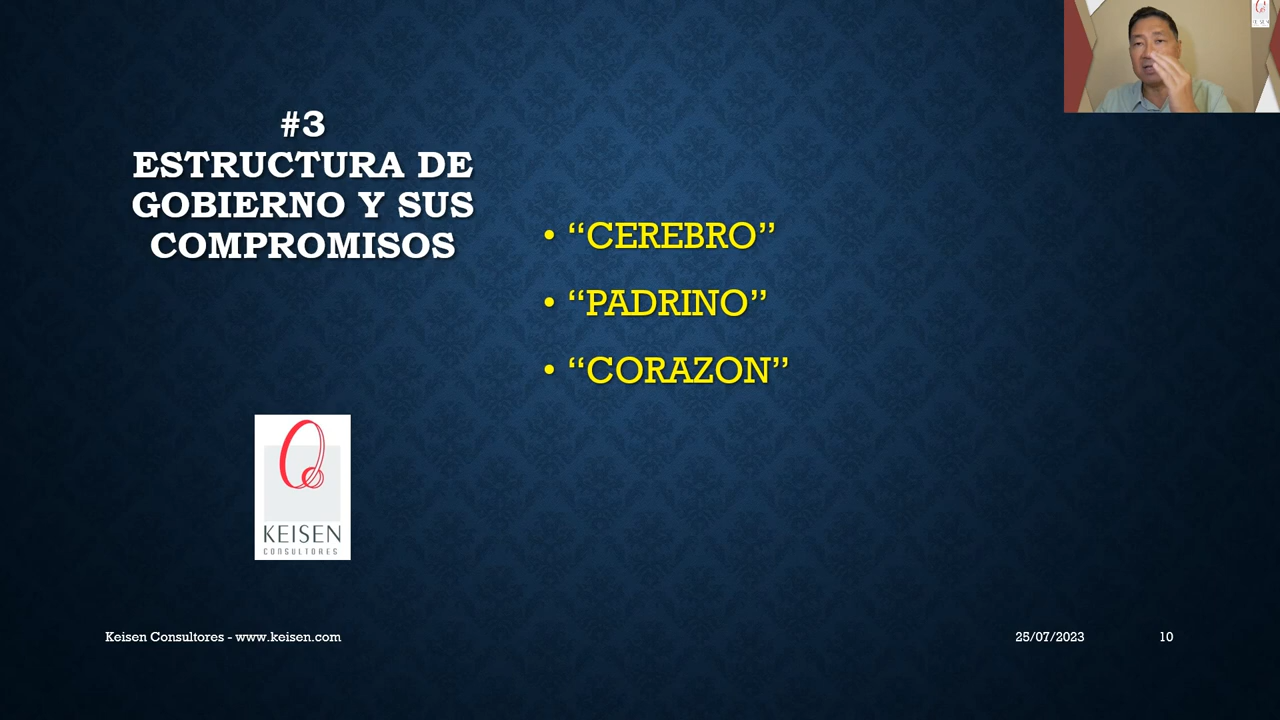 #3
ESTRUCTURA DE
GOBIERNO Y SUS
COMPROMISOS
• “CEREBRO”
• “PADRINO”
• “CORAZON”
KEISEN
CONSULTORES
Keisen Consultores - www.keisen.com
25/07/2023
10